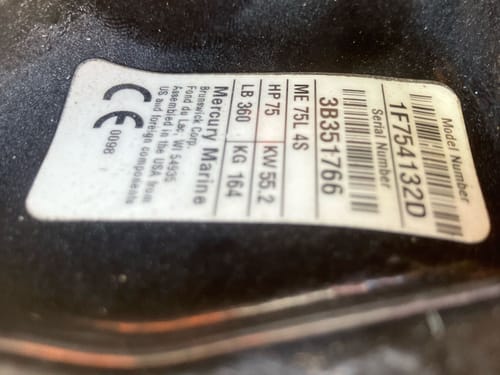 Model Number
1F754132D
Serial Number
3B351766
ME 75L 4S
HP 75 KW 55.2
LB 360 KG 164
Mercury Marine
Brunswick Corp.
Fond du Lac, WI 54935
Assembled in the USA from
US and foreign components
CE 0098